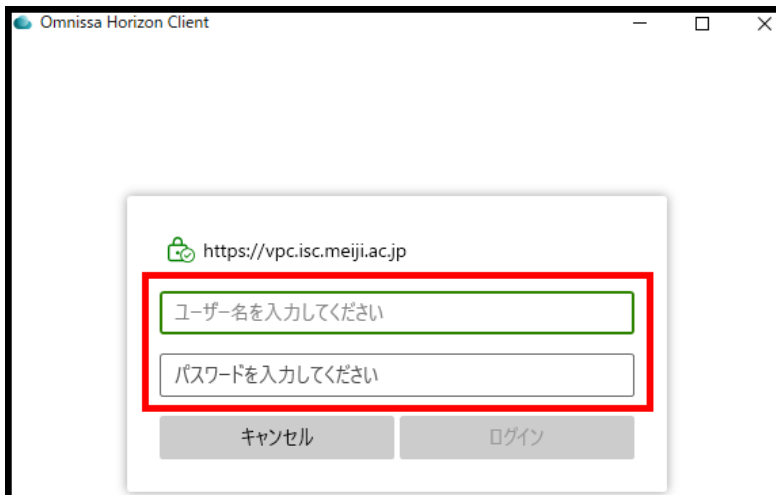 Omnissa Horizon Client
https://vpc.isc.meiji.ac.jp
ユーザー名を入力してください
パスワードを入力してください
キャンセル
ログイン